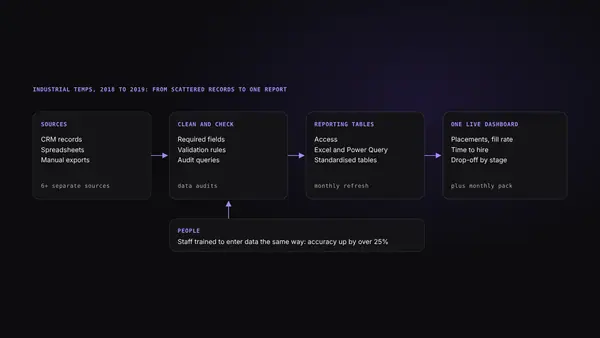 INDUSTRIAL TEMPS, 2018 TO 2019: FROM SCATTERED RECORDS TO ONE REPORT
SOURCES
CRM records
Spreadsheets
Manual exports
6+ separate sources
CLEAN AND CHECK
Required fields
Validation rules
Audit queries
data audits
REPORTING TABLES
Access
Excel and Power Query
Standardised tables
monthly refresh
ONE LIVE DASHBOARD
Placements, fill rate
Time to hire
Drop-off by stage
plus monthly pack
PEOPLE
Staff trained to enter data the same way: accuracy up by over 25%